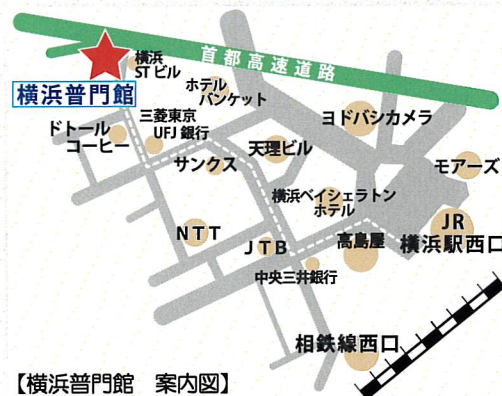 首都高速道路
横浜
STビル
横浜普門館
ホテル
バンケット
三菱東京
UFJ銀行
ヨドバシカメラ
ドトール
コーヒー
サンクス
天理ビル
モアーズ
横浜ベイシェラトン
ホテル
JR
横浜駅西口
NTT
JTB
高島屋
中央三井銀行
相鉄線西口
【横浜普門館 案内図】